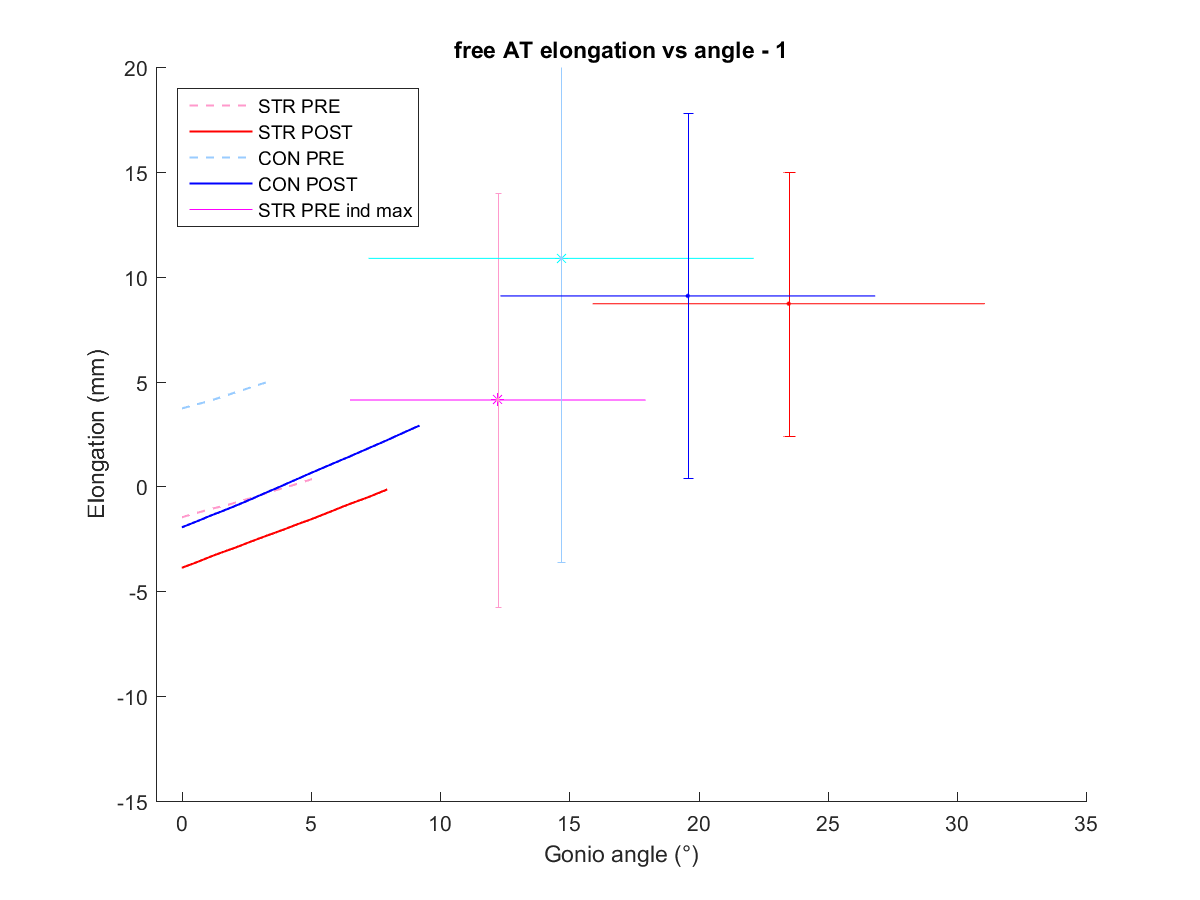 free AT elongation vs angle - 1
STR PRE
STR POST
CON PRE
CON POST
STR PRE ind max
20
15
10
5
0
-5
-10
-15
Elongation (mm)
0 5 10 15 20 25 30 35
Gonio angle (°)